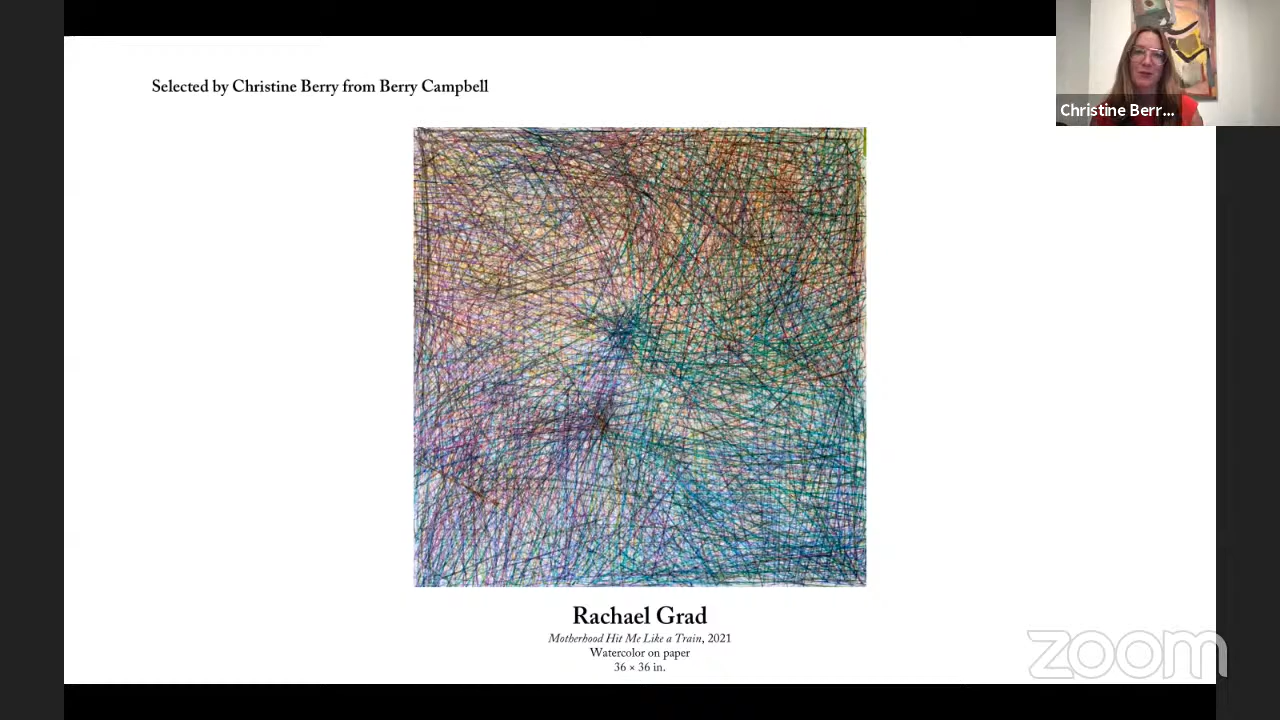 Selected by Christine Berry from Berry Campbell
Christine Berr...
Rachael Grad
Motherhood Hit Me Like a Train, 2021
Watercolor on paper
36 × 36 in.
zoom